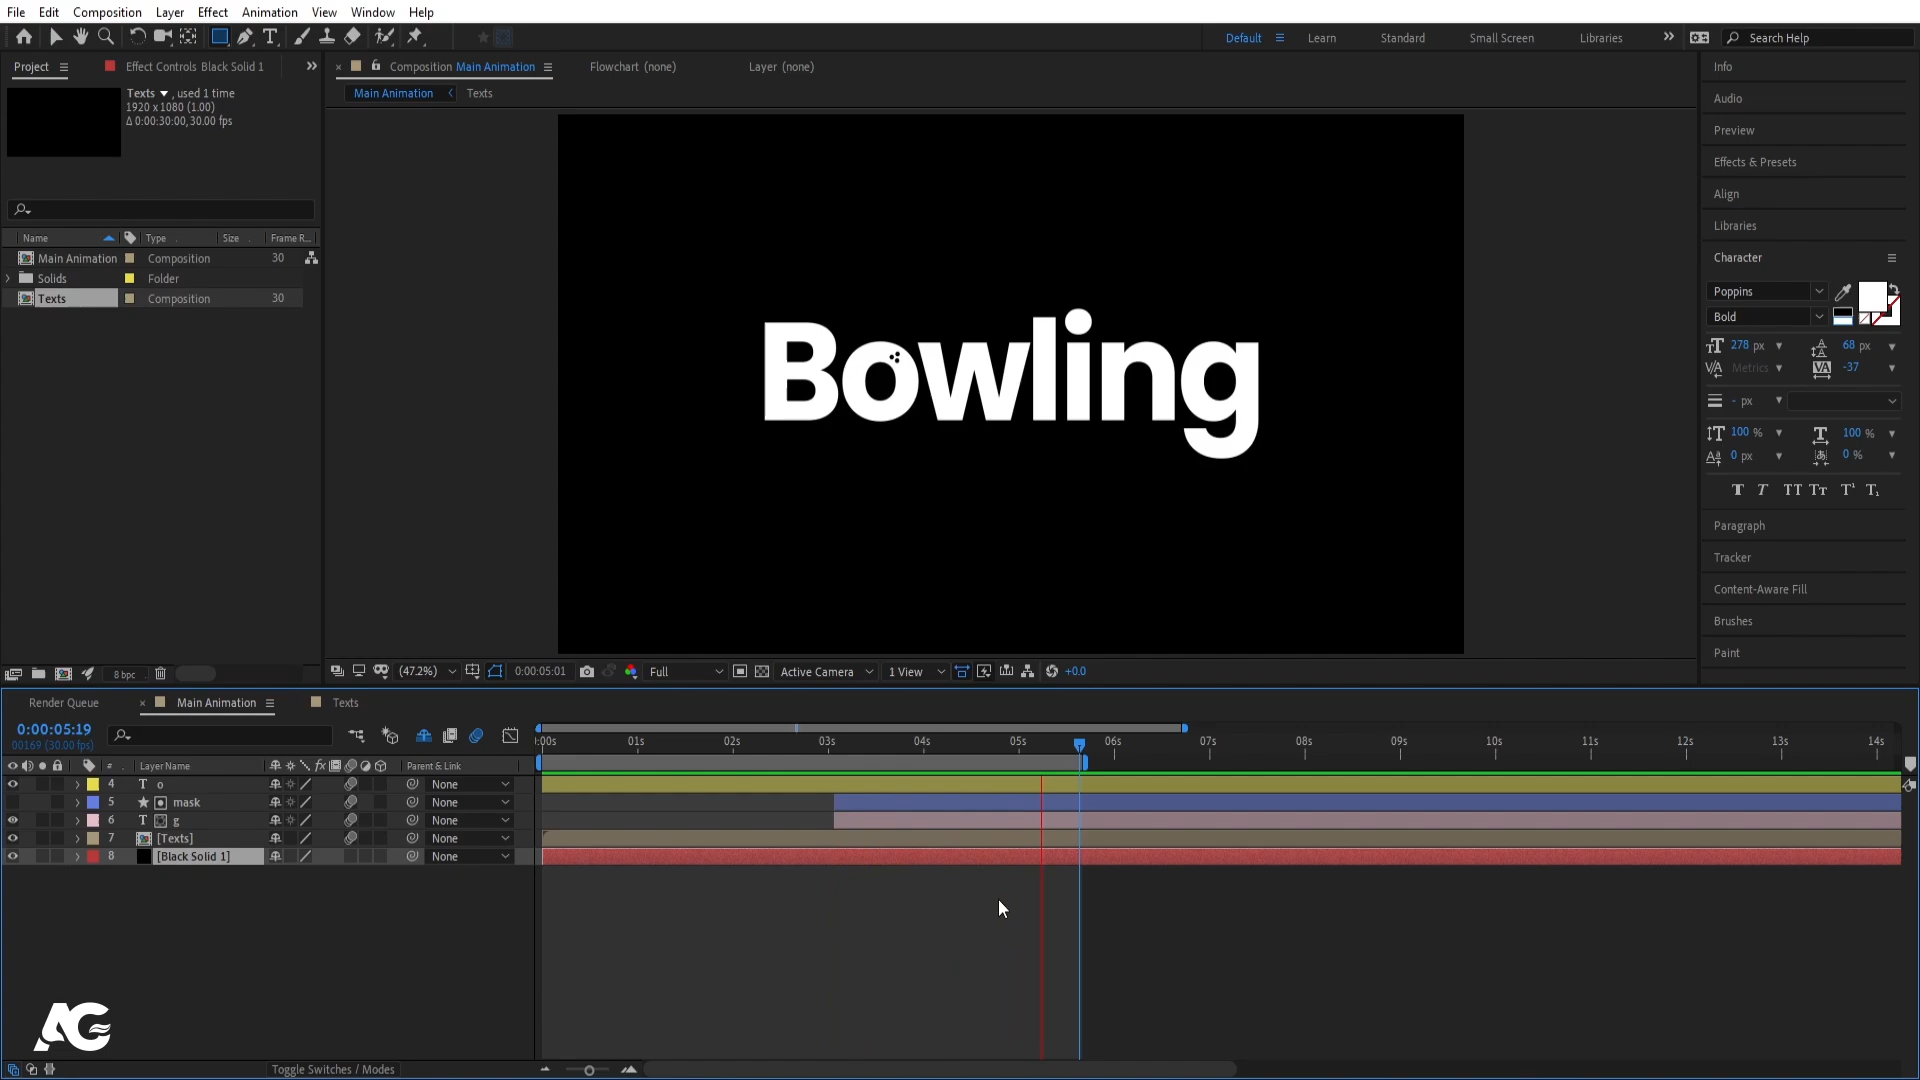 File Edit Composition Layer Effect Animation View Window Help
Default Learn Standard Small Screen Libraries Search Help
Project Effect Controls Black Solid 1
Composition Main Animation Flowchart (none) Layer (none)
Main Animation Texts
Texts , used 1 time
1920 x 1080 (1.00)
Δ 0:00:30:00, 30.00 fps
Name Type Size Frame R...
Main Animation Composition 30
Solids Folder
Texts Composition 30
8 bpc
Bowling
(47.2%) 0:00:05:01 Full Active Camera 1 View +0.0
Info
Audio
Preview
Effects & Presets
Align
Libraries
Character
Poppins
Bold
278 px 68 px
Metrics -37
- px
100 % 100 %
0 px 0 %
T T TT Tт T¹ T₁
Paragraph
Tracker
Content-Aware Fill
Brushes
Paint
Render Queue Main Animation Texts
0:00:05:19
00169 (30.00 fps)
:00s 01s 02s 03s 04s 05s 06s 07s 08s 09s 10s 11s 12s 13s 14s
# Layer Name fx Parent & Link
4 T o None
5 mask None
6 T g None
7 [Texts] None
8 [Black Solid 1] None
AG
Toggle Switches / Modes